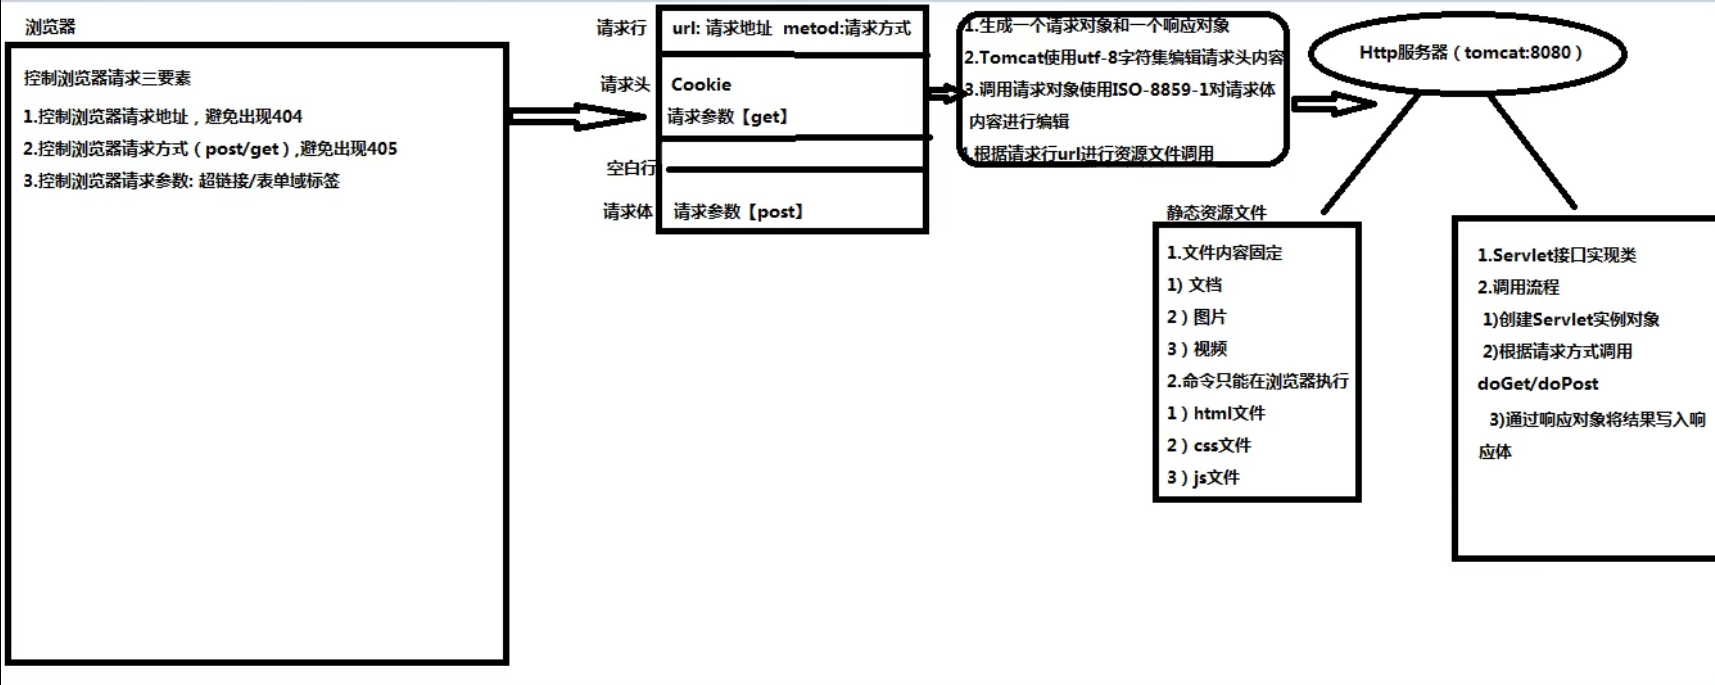 浏览器
控制浏览器请求三要素
1.控制浏览器请求地址，避免出现404
2.控制浏览器请求方式（post/get）,避免出现405
3.控制浏览器请求参数: 超链接/表单域标签
请求行
url: 请求地址 metod:请求方式
请求头
Cookie
请求参数【get】
空白行
请求体
请求参数【post】
1.生成一个请求对象和一个响应对象
2.Tomcat使用utf-8字符集编辑请求头内容
3.调用请求对象使用ISO-8859-1对请求体
内容进行编辑
4.根据请求行url进行资源文件调用
Http服务器（tomcat:8080）
静态资源文件
1.文件内容固定
1) 文档
2）图片
3）视频
2.命令只能在浏览器执行
1）html文件
2）css文件
3）js文件
1.Servlet接口实现类
2.调用流程
1)创建Servlet实例对象
2)根据请求方式调用
doGet/doPost
3)通过响应对象将结果写入响
应体